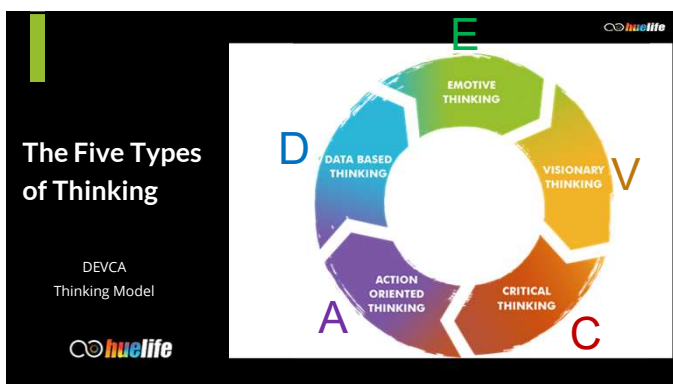 huelife
The Five Types
of Thinking
DEVCA
Thinking Model
huelife
D
DATA BASED
THINKING
E
EMOTIVE
THINKING
V
VISIONARY
THINKING
C
CRITICAL
THINKING
A
ACTION
ORIENTED
THINKING